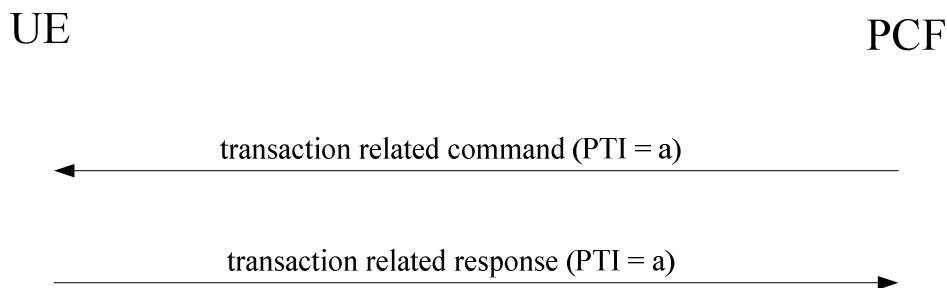 UE
PCF
transaction related command (PTI = a)
transaction related response (PTI = a)